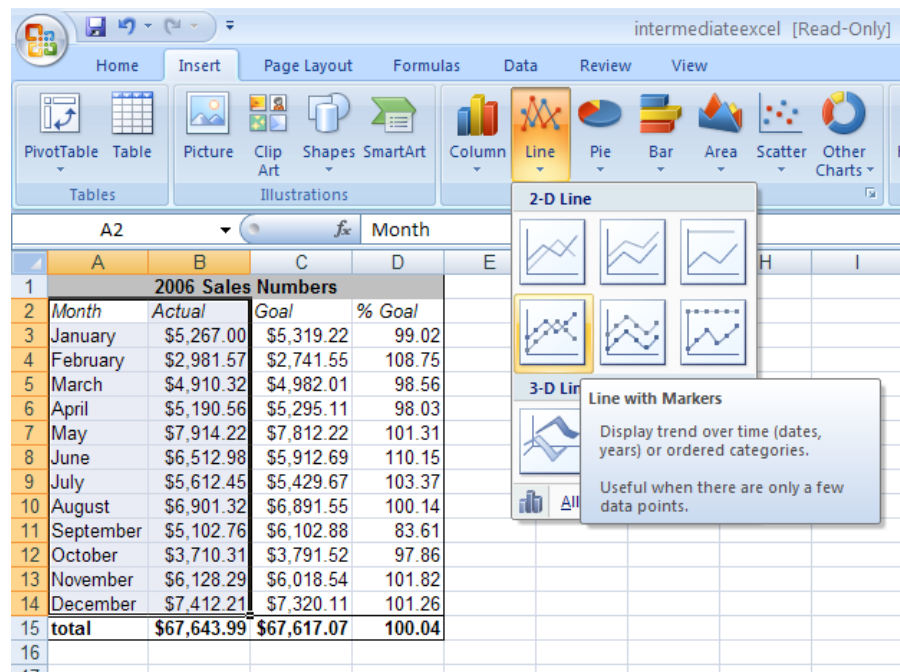 intermediateexcel [Read-Only]
Home Insert Page Layout Formulas Data Review View
PivotTable Table Picture Clip Art Shapes SmartArt Column Line Pie Bar Area Scatter Other Charts
Tables Illustrations
2-D Line
A2 fx Month
A B C D E H I
1 2006 Sales Numbers
2 Month Actual Goal % Goal
3 January $5,267.00 $5,319.22 99.02
4 February $2,981.57 $2,741.55 108.75
5 March $4,910.32 $4,982.01 98.56
6 April $5,190.56 $5,295.11 98.03
7 May $7,914.22 $7,812.22 101.31
8 June $6,512.98 $5,912.69 110.15
9 July $5,612.45 $5,429.67 103.37
10 August $6,901.32 $6,891.55 100.14
11 September $5,102.76 $6,102.88 83.61
12 October $3,710.31 $3,791.52 97.86
13 November $6,128.29 $6,018.54 101.82
14 December $7,412.21 $7,320.11 101.26
15 total $67,643.99 $67,617.07 100.04
16
3-D Lin
Line with Markers
Display trend over time (dates,
years) or ordered categories.
Useful when there are only a few
data points.
All